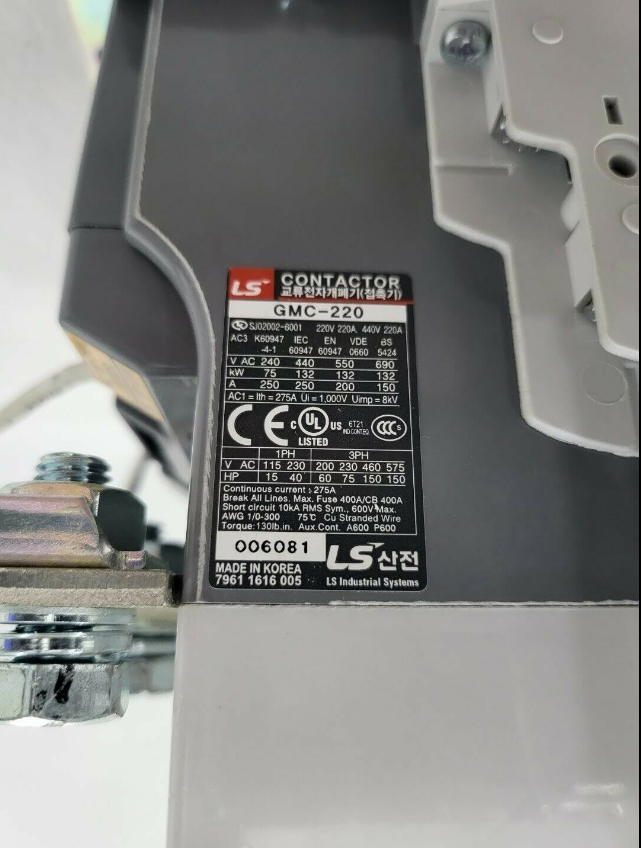 LS CONTACTOR
교류전자개폐기(접촉기)
GMC-220
SJ02002-6001 220V 220A, 440V 220A
AC3 K60947 IEC EN VDE BS
-4-1 60947 60947 0660 5424
V AC 240 440 550 690
kW 75 132 132 132
A 250 250 200 150
AC1 = Ith = 275A Ui = 1,000V Uimp = 8kV
CE C UL US LISTED 6T21 IND.CONT.EQ. CCC S
1PH 3PH
V AC 115 230 200 230 460 575
HP 15 40 60 75 150 150
Continuous current : 275A
Break All Lines. Max. Fuse 400A/CB 400A
Short circuit 10kA RMS Sym., 600V Max.
AWG 1/0-300 75℃ Cu Stranded Wire
Torque:130lb.in. Aux.Cont. A600 P600
006081 LS산전
MADE IN KOREA
7961 1616 005 LS Industrial Systems